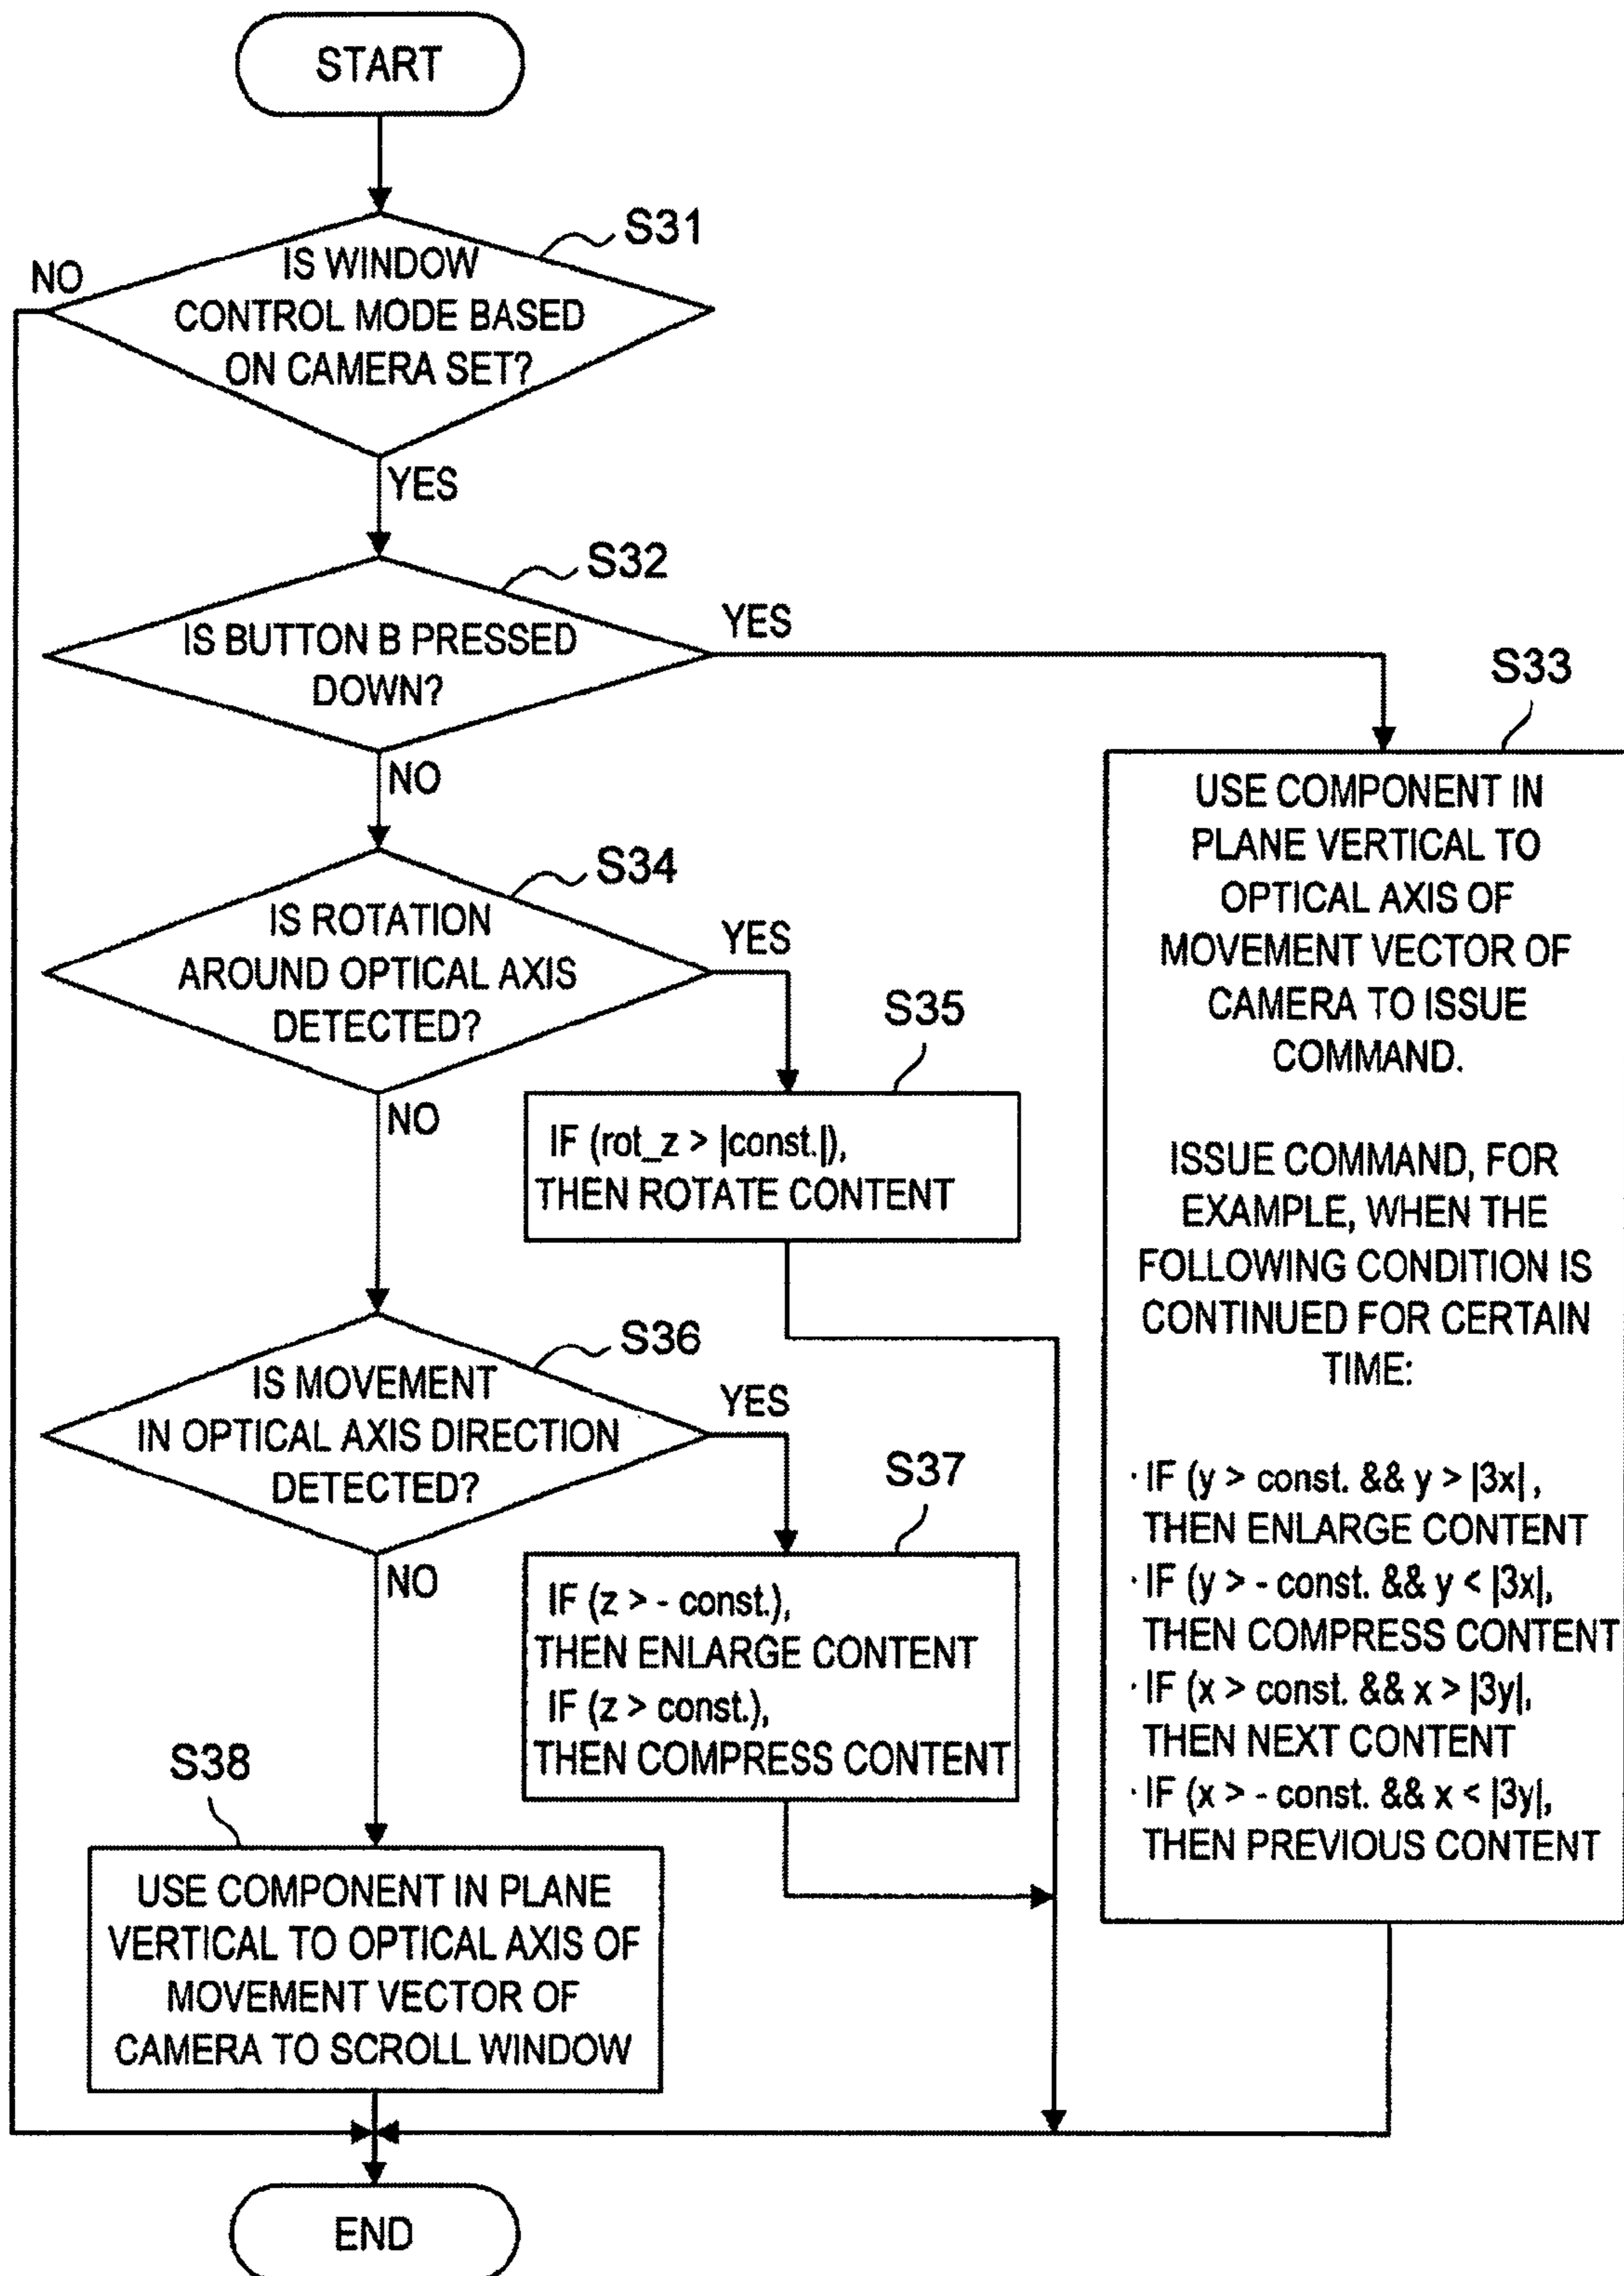 START
S31
IS WINDOW
CONTROL MODE BASED
ON CAMERA SET?
NO
YES
S32
IS BUTTON B PRESSED
DOWN?
YES
NO
S33
USE COMPONENT IN
PLANE VERTICAL TO
OPTICAL AXIS OF
MOVEMENT VECTOR OF
CAMERA TO ISSUE
COMMAND.
ISSUE COMMAND, FOR
EXAMPLE, WHEN THE
FOLLOWING CONDITION IS
CONTINUED FOR CERTAIN
TIME:
· IF (y > const. && y > |3x| ,
THEN ENLARGE CONTENT
· IF (y > - const. && y < |3x|,
THEN COMPRESS CONTENT
· IF (x > const. && x > |3y|,
THEN NEXT CONTENT
· IF (x > - const. && x < |3y|,
THEN PREVIOUS CONTENT
S34
IS ROTATION
AROUND OPTICAL AXIS
DETECTED?
YES
NO
S35
IF (rot_z > |const.|),
THEN ROTATE CONTENT
S36
IS MOVEMENT
IN OPTICAL AXIS DIRECTION
DETECTED?
YES
NO
S37
IF (z > - const.),
THEN ENLARGE CONTENT
IF (z > const.),
THEN COMPRESS CONTENT
S38
USE COMPONENT IN PLANE
VERTICAL TO OPTICAL AXIS OF
MOVEMENT VECTOR OF
CAMERA TO SCROLL WINDOW
END